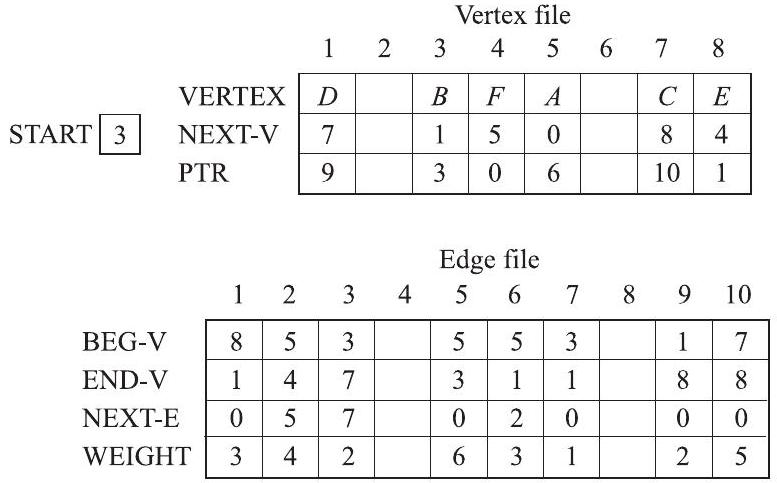 Vertex file
1 2 3 4 5 6 7 8
VERTEX D B F A C E
START 3 NEXT-V 7 1 5 0 8 4
PTR 9 3 0 6 10 1
Edge file
1 2 3 4 5 6 7 8 9 10
BEG-V 8 5 3 5 5 3 1 7
END-V 1 4 7 3 1 1 8 8
NEXT-E 0 5 7 0 2 0 0 0
WEIGHT 3 4 2 6 3 1 2 5